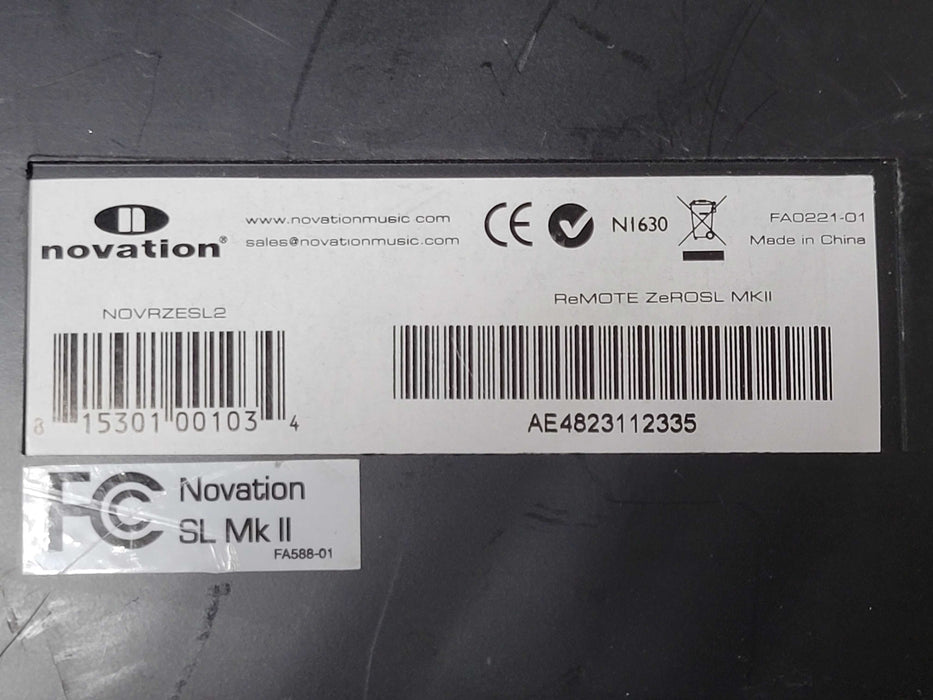 novation®
www.novationmusic.com
sales@novationmusic.com
CE
N1630
FA0221-01
Made in China
NOVRZESL2
ReMOTE ZeROSL MKII
8 15301 00103 4
AE4823112335
FC Novation
SL Mk II
FA588-01